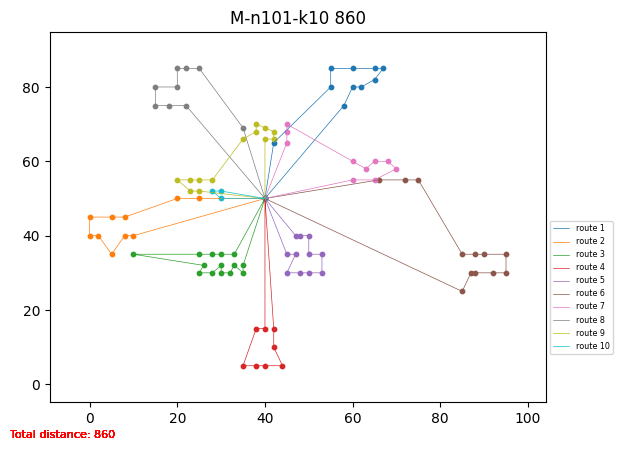 M-n101-k10 860
80
60
40
20
0
0 20 40 60 80 100
route 1
route 2
route 3
route 4
route 5
route 6
route 7
route 8
route 9
route 10
Total distance: 860